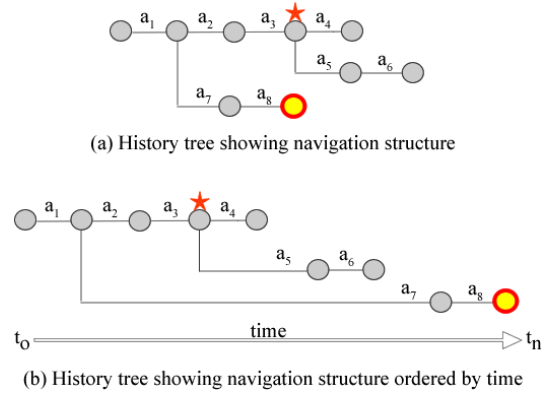 a1 a2 a3 a4
a5 a6
a7 a8
(a) History tree showing navigation structure
a1 a2 a3 a4
a5 a6
a7 a8
to time tn
(b) History tree showing navigation structure ordered by time